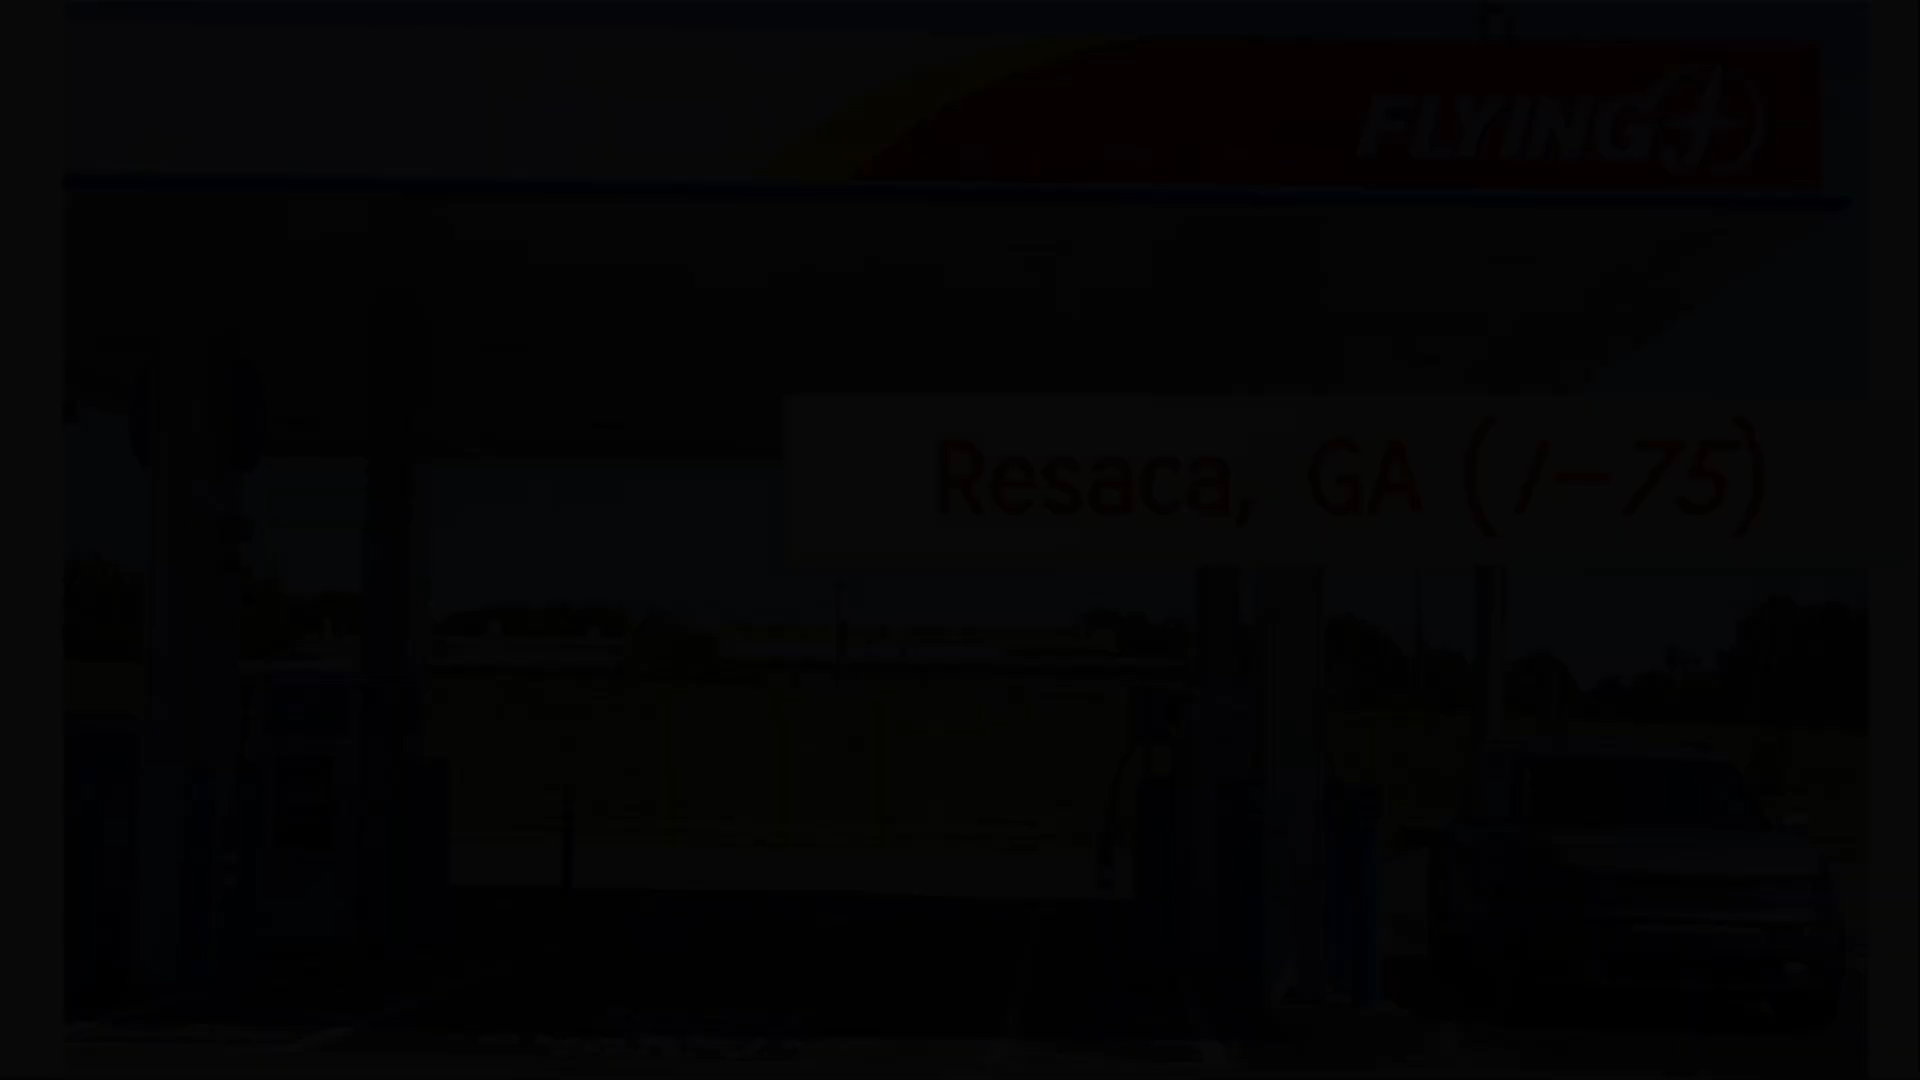 FLYING J
Resaca, GA (I-75)